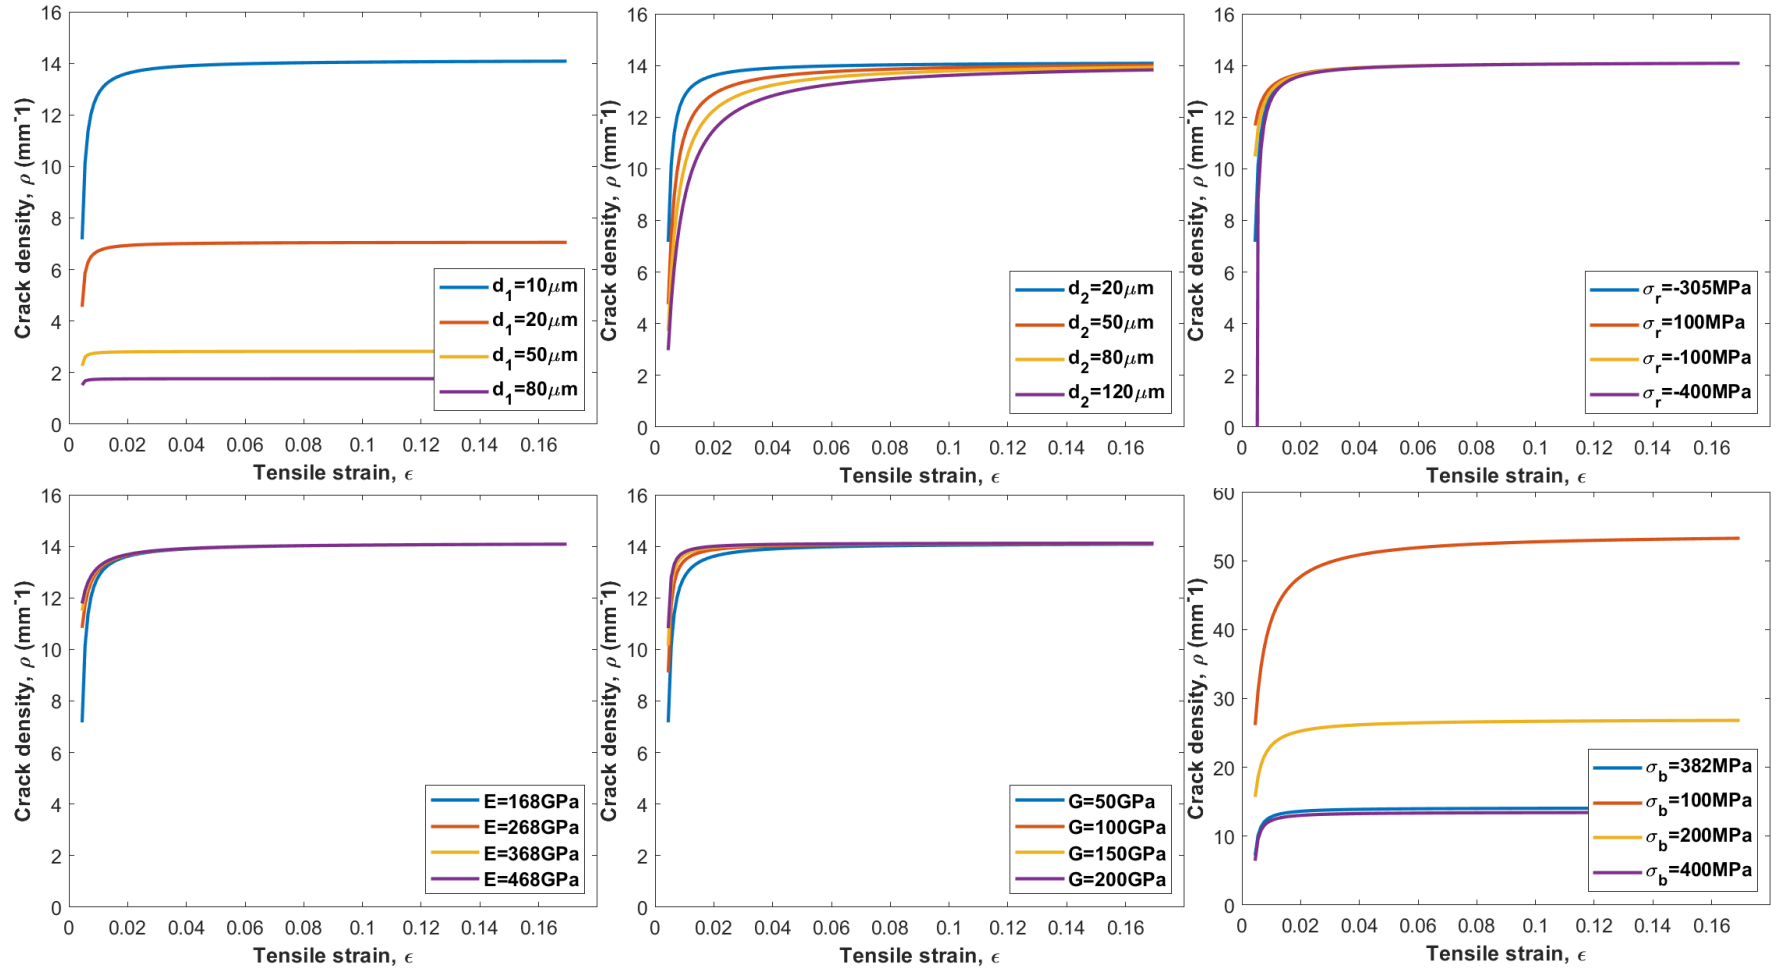 16
14
12
10
8
6
4
2
0
0 0.02 0.04 0.06 0.08 0.1 0.12 0.14 0.16
Crack density, ρ (mm⁻1)
Tensile strain, ϵ
d₁=10μm
d₁=20μm
d₁=50μm
d₁=80μm
16
14
12
10
8
6
4
2
0
0 0.02 0.04 0.06 0.08 0.1 0.12 0.14 0.16
Crack density, ρ (mm⁻1)
Tensile strain, ϵ
d₂=20μm
d₂=50μm
d₂=80μm
d₂=120μm
16
14
12
10
8
6
4
2
0
0 0.02 0.04 0.06 0.08 0.1 0.12 0.14 0.16
Crack density, ρ (mm⁻1)
Tensile strain, ϵ
σᵣ=-305MPa
σᵣ=100MPa
σᵣ=-100MPa
σᵣ=-400MPa
16
14
12
10
8
6
4
2
0
0 0.02 0.04 0.06 0.08 0.1 0.12 0.14 0.16
Crack density, ρ (mm⁻1)
Tensile strain, ϵ
E=168GPa
E=268GPa
E=368GPa
E=468GPa
16
14
12
10
8
6
4
2
0
0 0.02 0.04 0.06 0.08 0.1 0.12 0.14 0.16
Crack density, ρ (mm⁻1)
Tensile strain, ϵ
G=50GPa
G=100GPa
G=150GPa
G=200GPa
60
50
40
30
20
10
0
0 0.02 0.04 0.06 0.08 0.1 0.12 0.14 0.16
Crack density, ρ (mm⁻1)
Tensile strain, ϵ
σ_b=382MPa
σ_b=100MPa
σ_b=200MPa
σ_b=400MPa